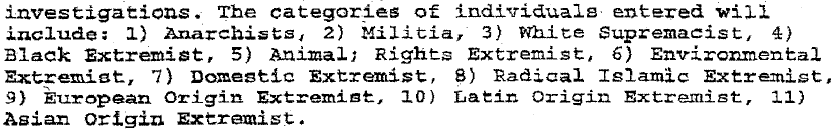 investigations. The categories of individuals entered will
include: 1) Anarchists, 2) Militia, 3) White Supremacist, 4)
Black Extremist, 5) Animal; Rights Extremist, 6) Environmental
Extremist, 7) Domestic Extremist, 8) Radical Islamic Extremist,
9) European Origin Extremist, 10) Latin Origin Extremist, 11)
Asian Origin Extremist.